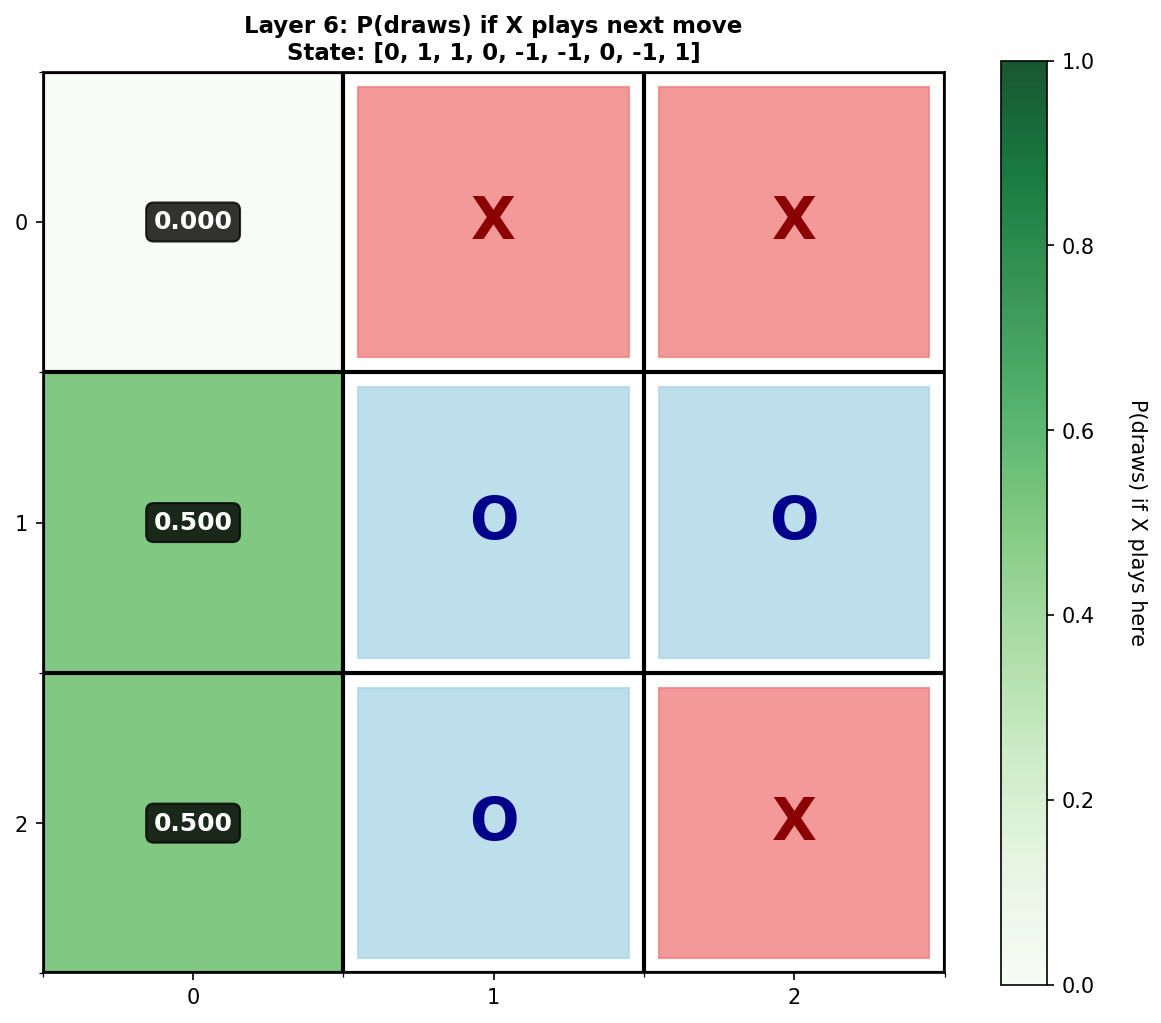 Layer 6: P(draws) if X plays next move
State: [0, 1, 1, 0, -1, -1, 0, -1, 1]
0
0.000
X
X
1
0.500
O
O
2
0.500
O
X
0
1
2
1.0
0.8
0.6
0.4
0.2
0.0
P(draws) if X plays here